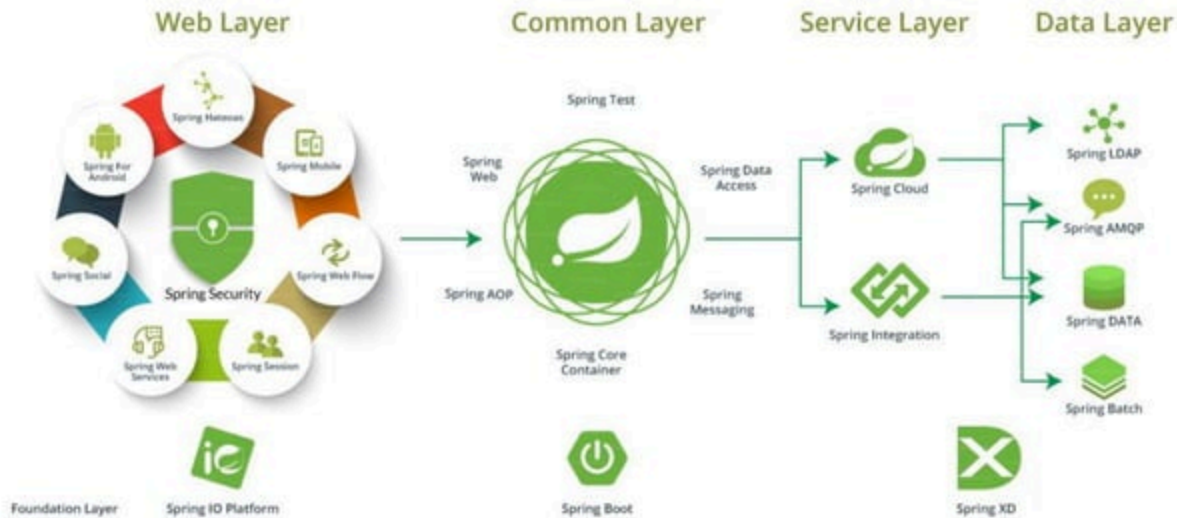 Web Layer
Common Layer
Service Layer
Data Layer
Spring Hateoas
Spring For
Android
Spring Mobile
Spring Social
Spring Web Flow
Spring Security
Spring Web
Services
Spring Session
Spring Test
Spring
Web
Spring Data
Access
Spring AOP
Spring
Messaging
Spring Core
Container
Spring Cloud
Spring Integration
Spring LDAP
Spring AMQP
Spring DATA
Spring Batch
Foundation Layer
iO
Spring IO Platform
Spring Boot
XD
Spring XD